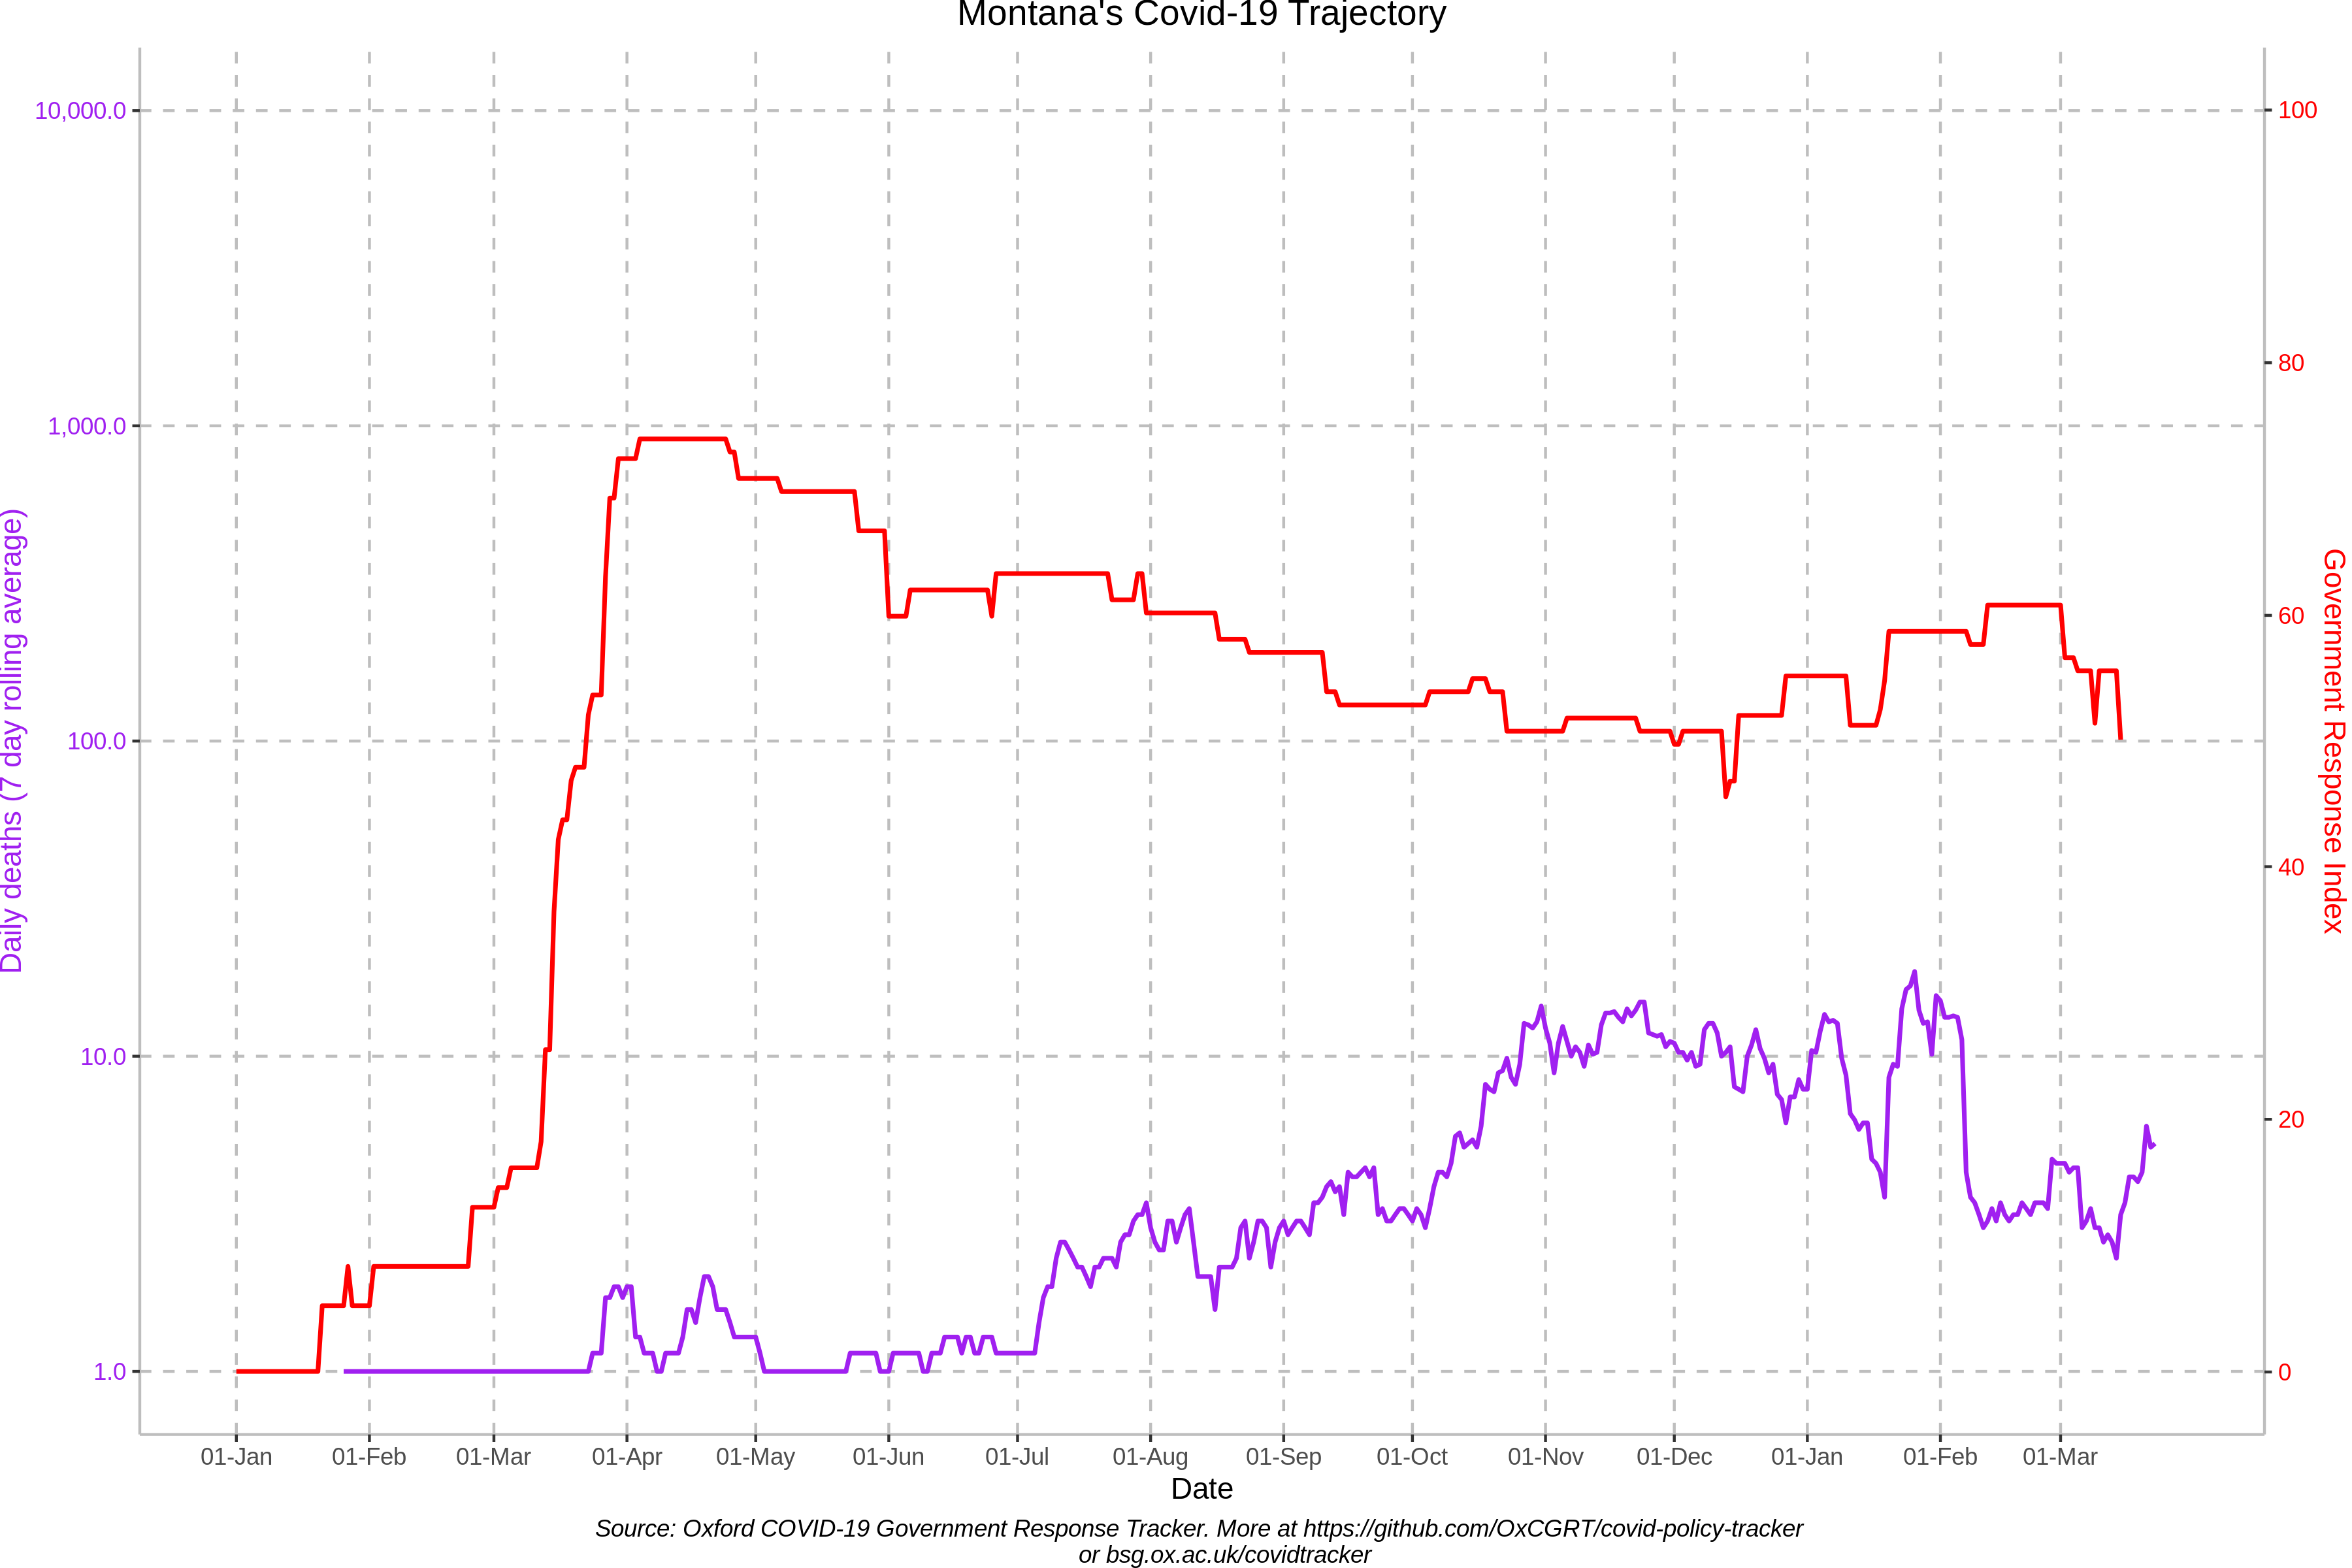 Montana's Covid-19 Trajectory
10,000.0
1,000.0
100.0
10.0
1.0
Daily deaths (7 day rolling average)
100
80
60
40
20
0
Government Response Index
01-Jan 01-Feb 01-Mar 01-Apr 01-May 01-Jun 01-Jul 01-Aug 01-Sep 01-Oct 01-Nov 01-Dec 01-Jan 01-Feb 01-Mar
Date
Source: Oxford COVID-19 Government Response Tracker. More at https://github.com/OxCGRT/covid-policy-tracker
or bsg.ox.ac.uk/covidtracker